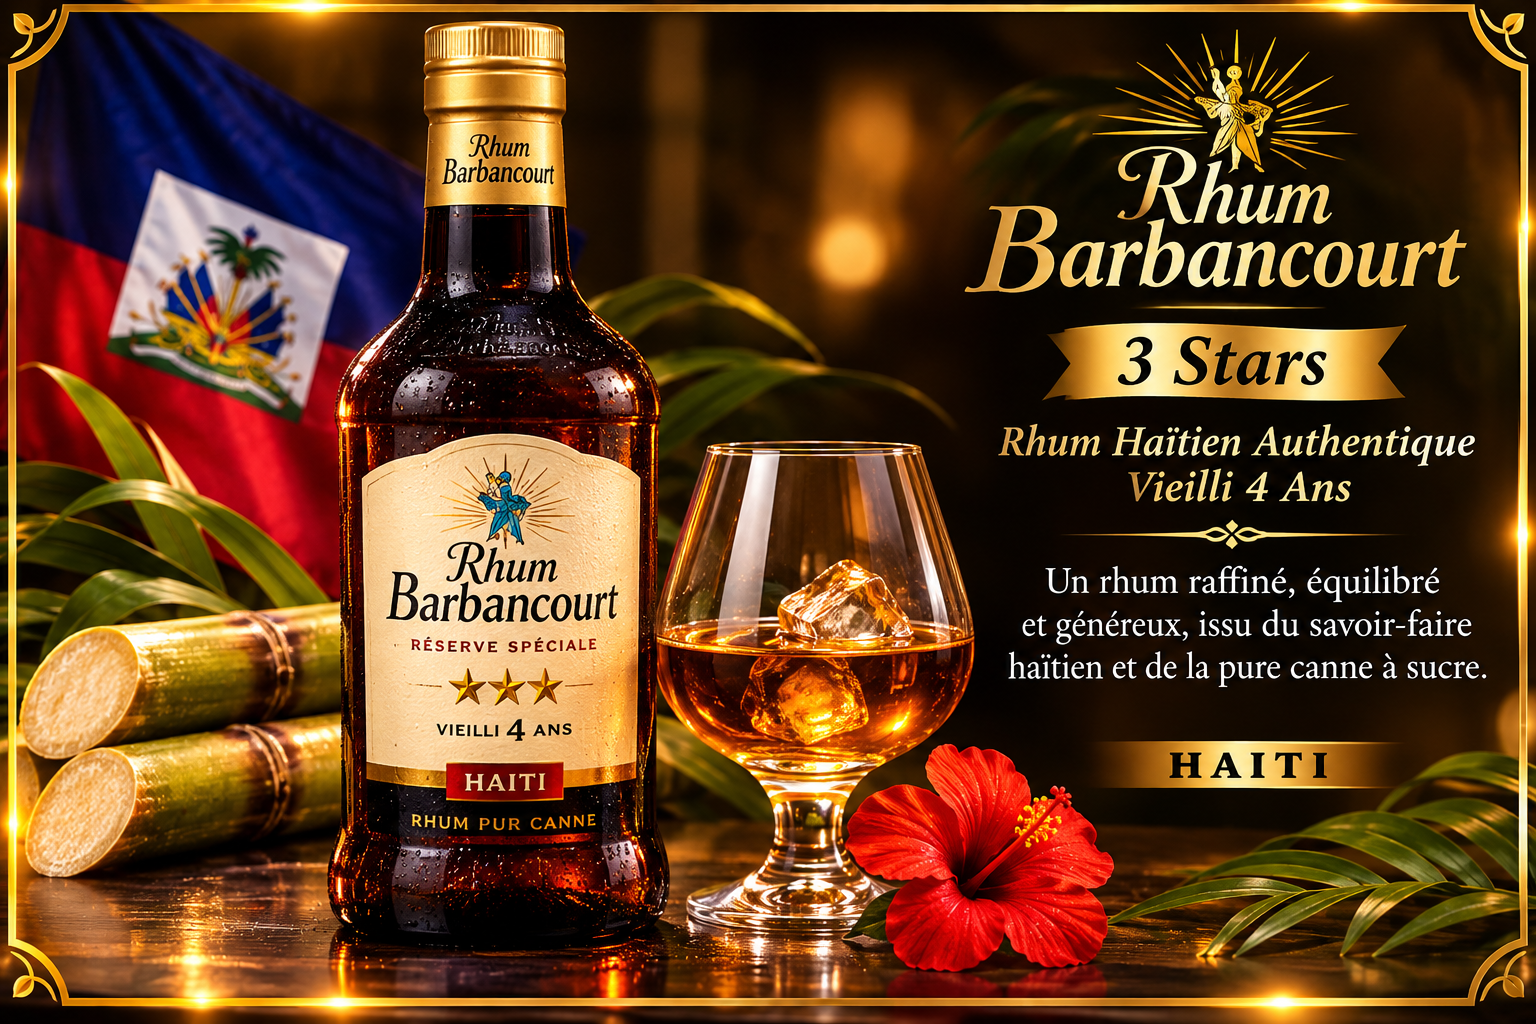 Rhum
Barbancourt
Rhum
Barbancourt
RÉSERVE SPÉCIALE
VIEILLI 4 ANS
HAITI
RHUM PUR CANNE
Rhum
Barbancourt
3 Stars
Rhum Haïtien Authentique
Vieilli 4 Ans
Un rhum raffiné, équilibré
et généreux, issu du savoir-faire
haïtien et de la pure canne à sucre.
HAITI